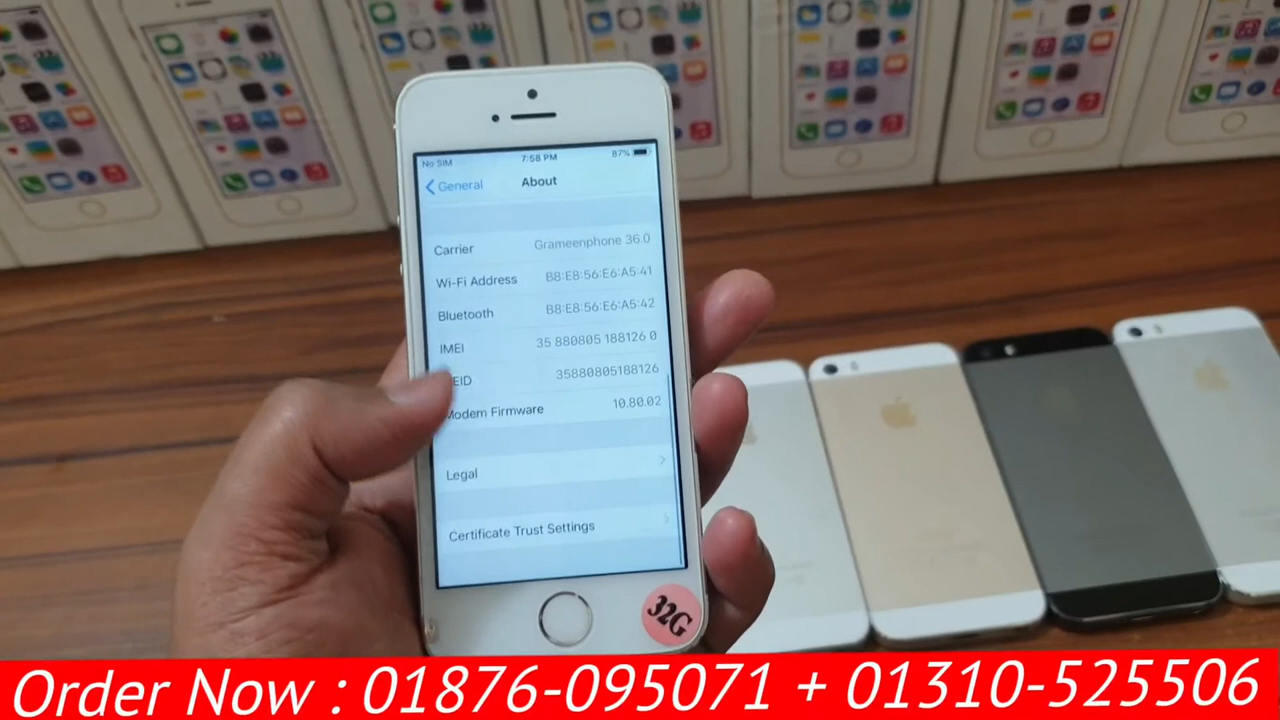 No SIM 7:58 PM 87%
General About
Carrier Grameenphone 36.0
Wi-Fi Address B8:E8:56:E6:A5:41
Bluetooth B8:E8:56:E6:A5:42
IMEI 35 880805 188126 0
EID 35880805188126
Modem Firmware 10.80.02
Legal
Certificate Trust Settings
32G
Order Now : 01876-095071 + 01310-525506